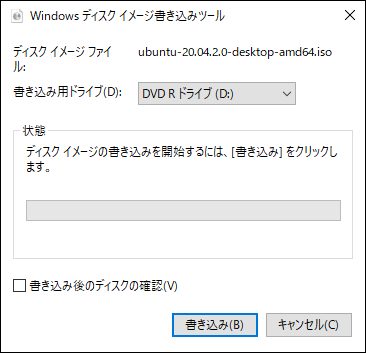 Windows ディスク イメージ書き込みツール
ディスク イメージ ファイ
ル:
ubuntu-20.04.2.0-desktop-amd64.iso
書き込み用ドライブ(D):
DVD R ドライブ (D:)
状態
ディスク イメージの書き込みを開始するには、[書き込み] をクリックし
ます。
書き込み後のディスクの確認(V)
書き込み(B)
キャンセル(C)